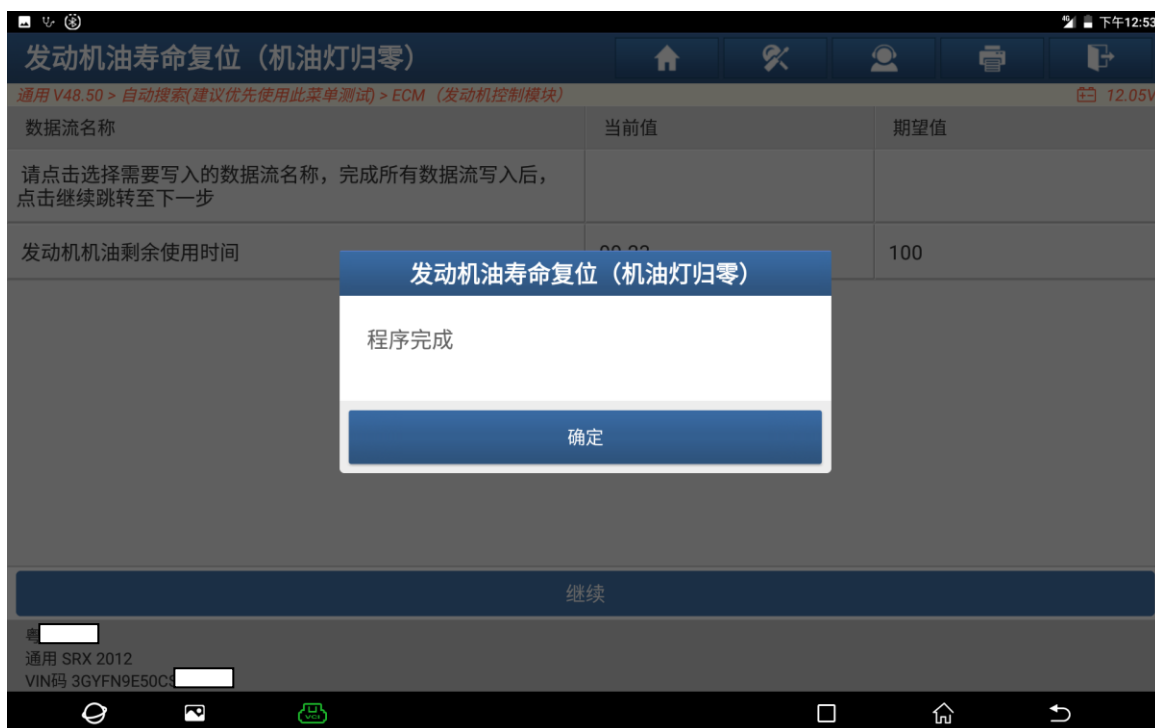 4G 下午12:53
发动机油寿命复位（机油灯归零）
通用 V48.50 > 自动搜索(建议优先使用此菜单测试) > ECM（发动机控制模块）
12.05V
数据流名称 当前值 期望值
请点击选择需要写入的数据流名称，完成所有数据流写入后，
点击继续跳转至下一步
发动机机油剩余使用时间 100
发动机油寿命复位（机油灯归零）
程序完成
确定
继续
粤
通用 SRX 2012
VIN码 3GYFN9E50C
VCI